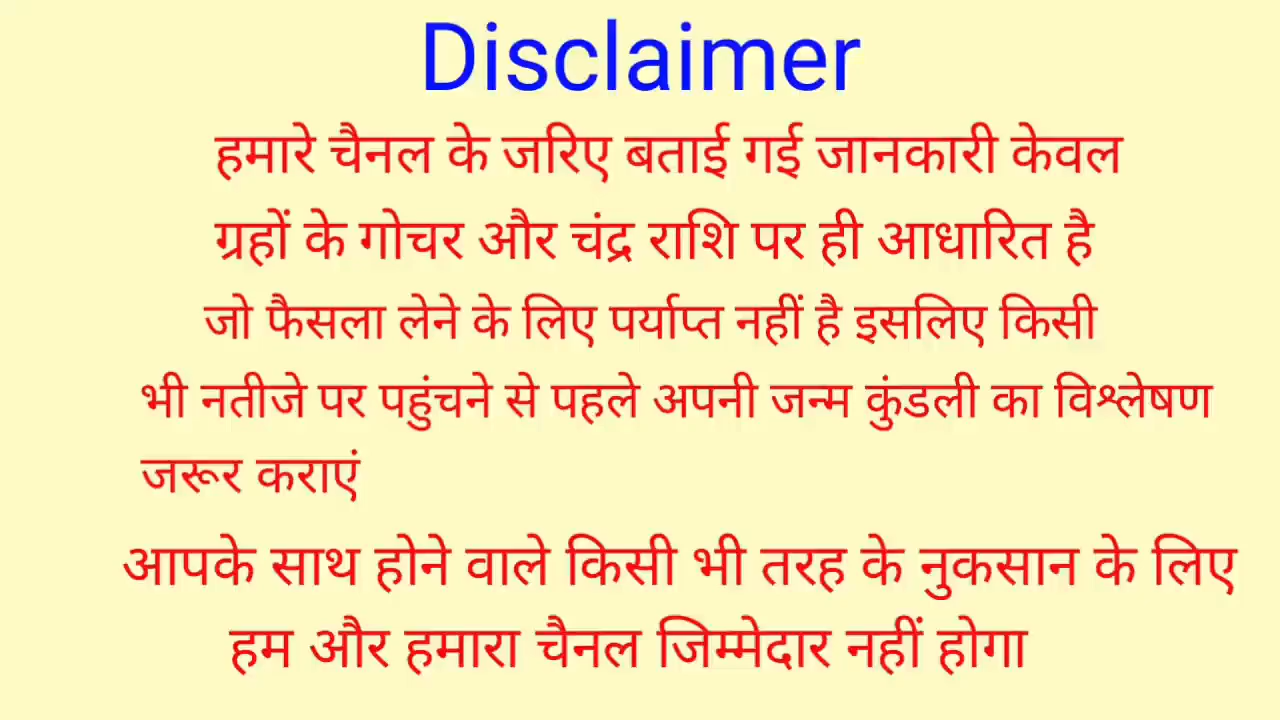 Disclaimer
हमारे चैनल के जरिए बताई गई जानकारी केवल
ग्रहों के गोचर और चंद्र राशि पर ही आधारित है
जो फैसला लेने के लिए पर्याप्त नहीं है इसलिए किसी
भी नतीजे पर पहुंचने से पहले अपनी जन्म कुंडली का विश्लेषण
जरूर कराएं
आपके साथ होने वाले किसी भी तरह के नुकसान के लिए
हम और हमारा चैनल जिम्मेदार नहीं होगा